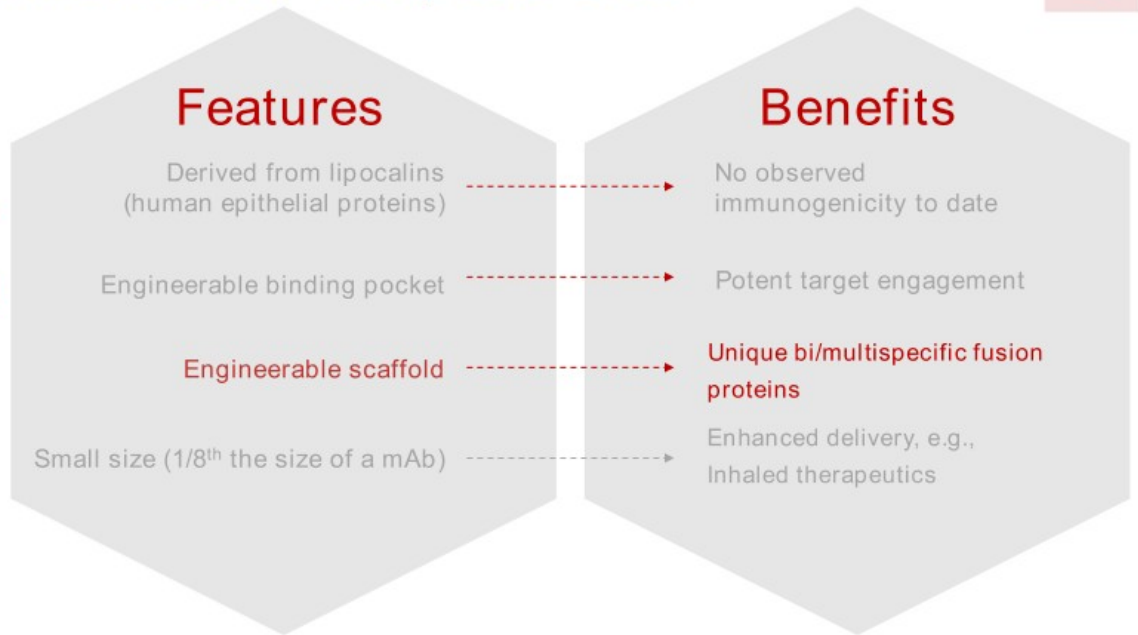 Features
Derived from lipocalins
(human epithelial proteins)
Engineerable binding pocket
Engineerable scaffold
Small size (1/8th the size of a mAb)
Benefits
No observed
immunogenicity to date
Potent target engagement
Unique bi/multispecific fusion
proteins
Enhanced delivery, e.g.,
Inhaled therapeutics